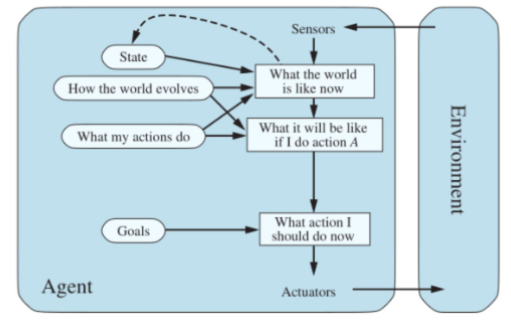 Sensors
State
What the world
is like now
How the world evolves
What it will be like
if I do action A
What my actions do
Goals
What action I
should do now
Agent
Actuators
Environment